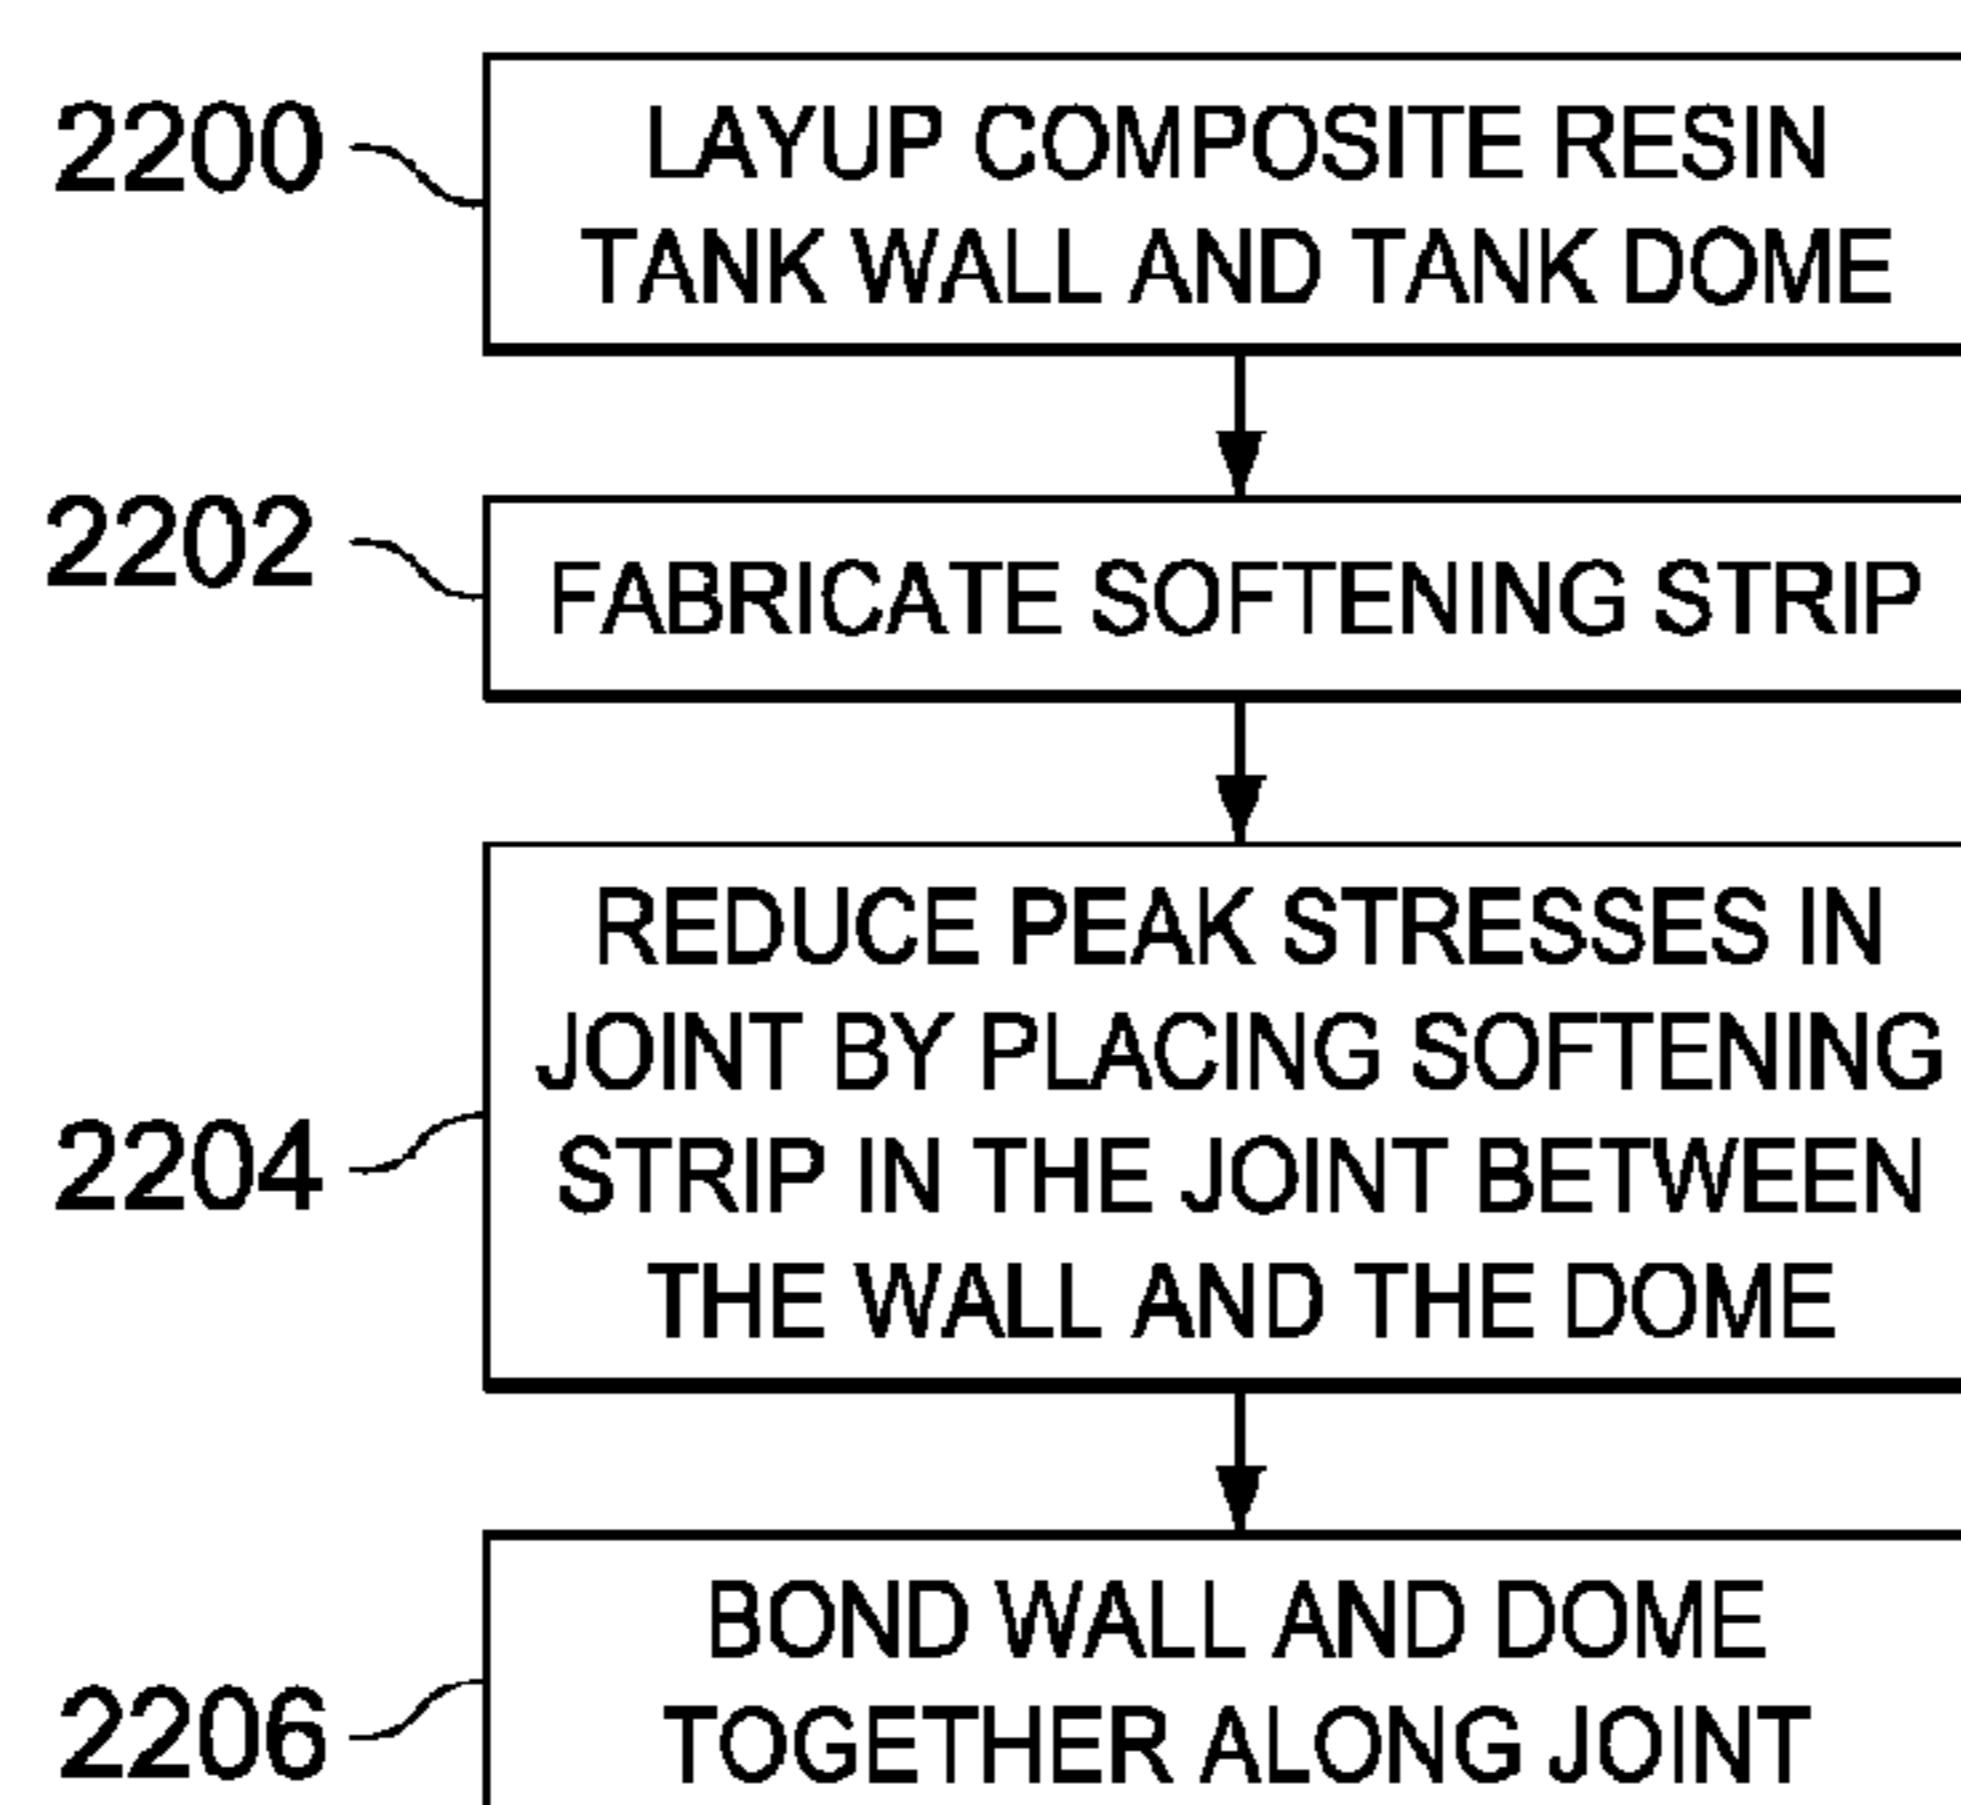 2200
LAYUP COMPOSITE RESIN
TANK WALL AND TANK DOME
2202
FABRICATE SOFTENING STRIP
REDUCE PEAK STRESSES IN
JOINT BY PLACING SOFTENING
2204
STRIP IN THE JOINT BETWEEN
THE WALL AND THE DOME
BOND WALL AND DOME
2206
TOGETHER ALONG JOINT